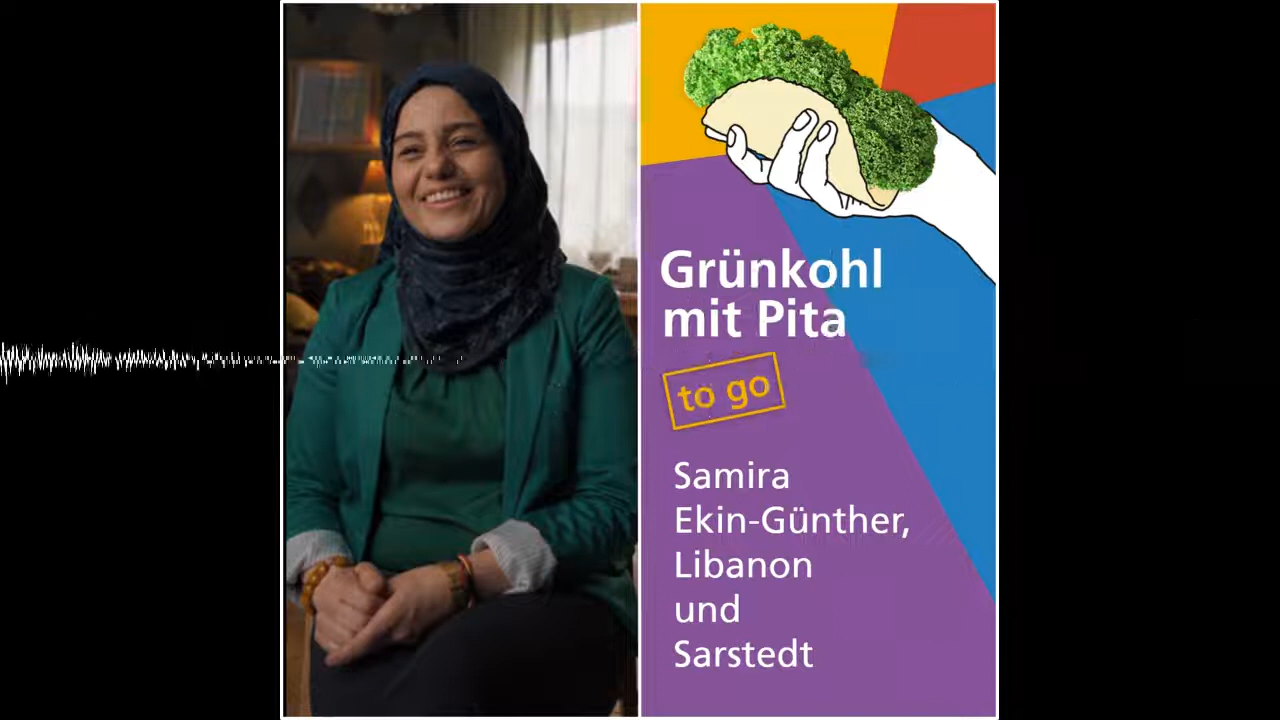 Grünkohl
mit Pita
to go
Samira
Ekin-Günther,
Libanon
und
Sarstedt